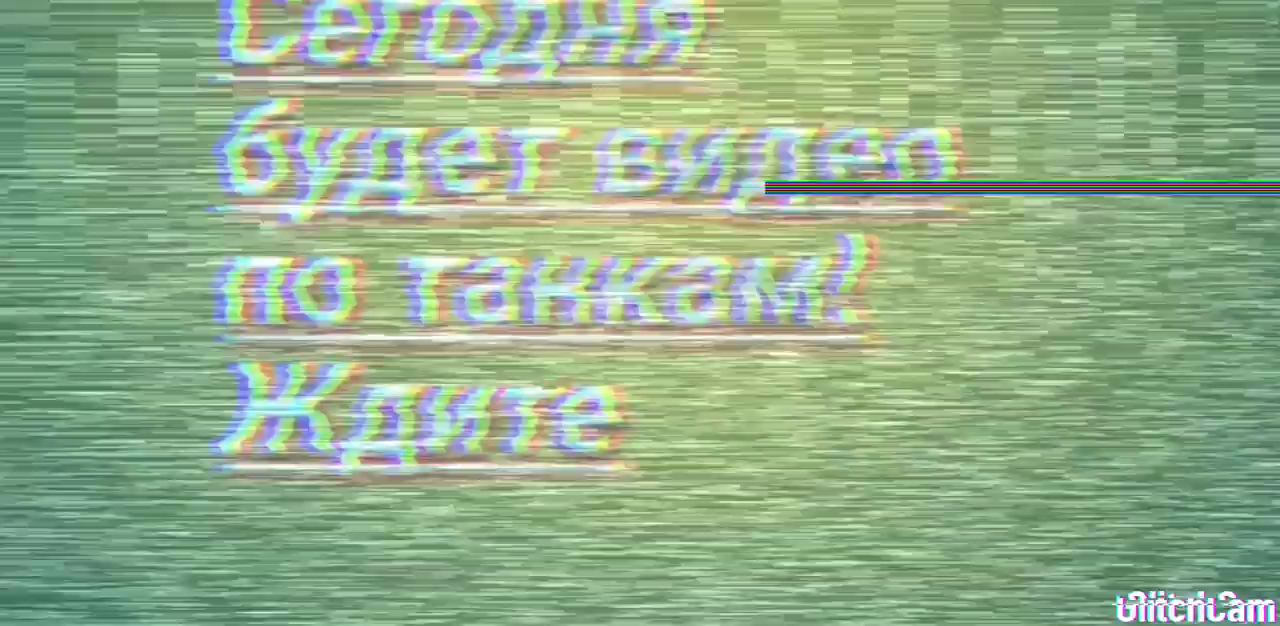 Сегодня
будет видео
по танкам!
Ждите
GlitchCam